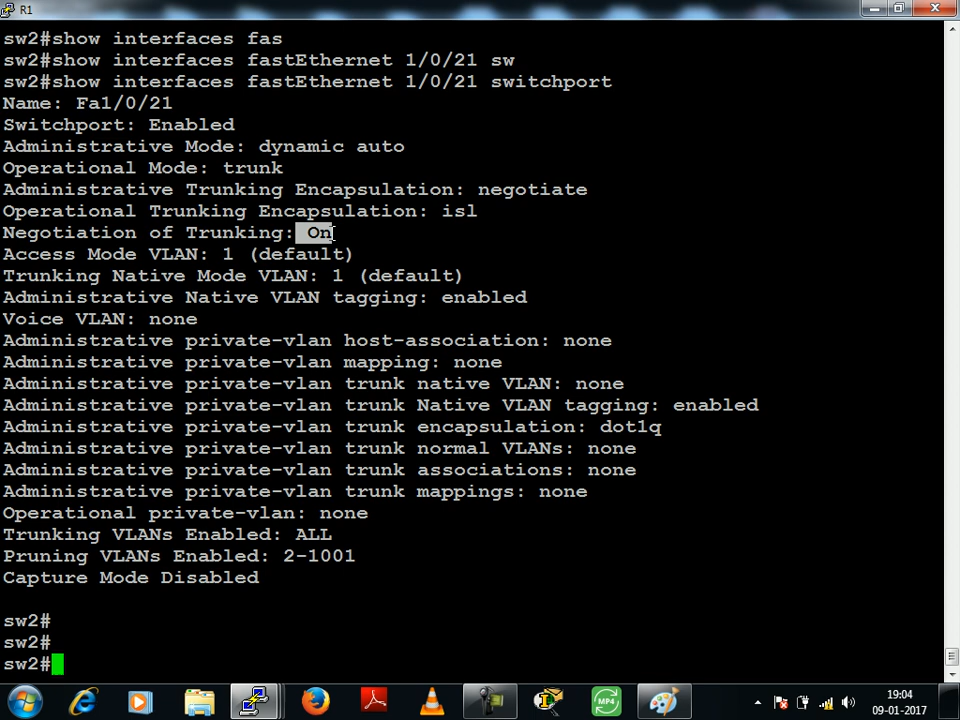 R1
sw2#show interfaces fas
sw2#show interfaces fastEthernet 1/0/21 sw
sw2#show interfaces fastEthernet 1/0/21 switchport
Name: Fa1/0/21
Switchport: Enabled
Administrative Mode: dynamic auto
Operational Mode: trunk
Administrative Trunking Encapsulation: negotiate
Operational Trunking Encapsulation: isl
Negotiation of Trunking: On
Access Mode VLAN: 1 (default)
Trunking Native Mode VLAN: 1 (default)
Administrative Native VLAN tagging: enabled
Voice VLAN: none
Administrative private-vlan host-association: none
Administrative private-vlan mapping: none
Administrative private-vlan trunk native VLAN: none
Administrative private-vlan trunk Native VLAN tagging: enabled
Administrative private-vlan trunk encapsulation: dot1q
Administrative private-vlan trunk normal VLANs: none
Administrative private-vlan trunk associations: none
Administrative private-vlan trunk mappings: none
Operational private-vlan: none
Trunking VLANs Enabled: ALL
Pruning VLANs Enabled: 2-1001
Capture Mode Disabled
sw2#
sw2#
sw2#
MP4
19:04
09-01-2017